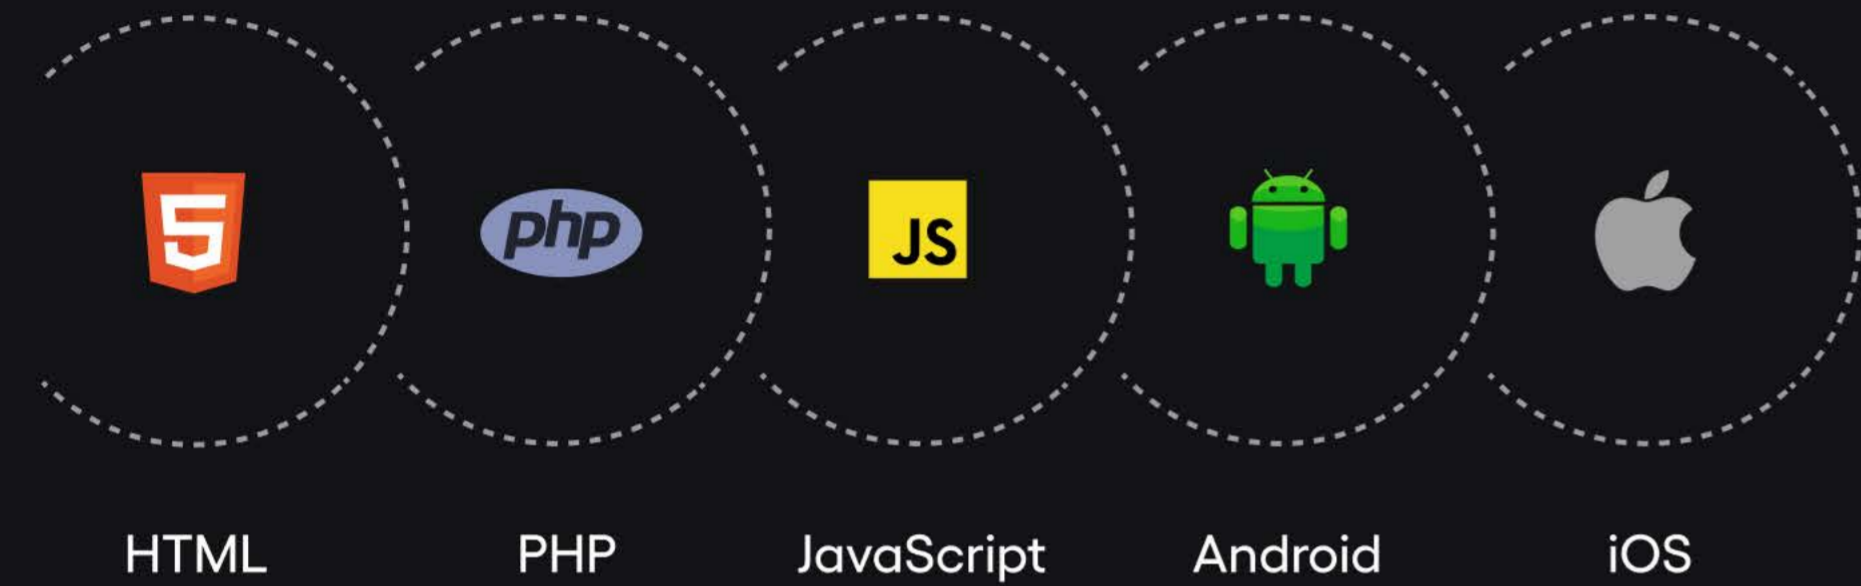 5
php
JS
HTML
PHP
JavaScript
Android
iOS